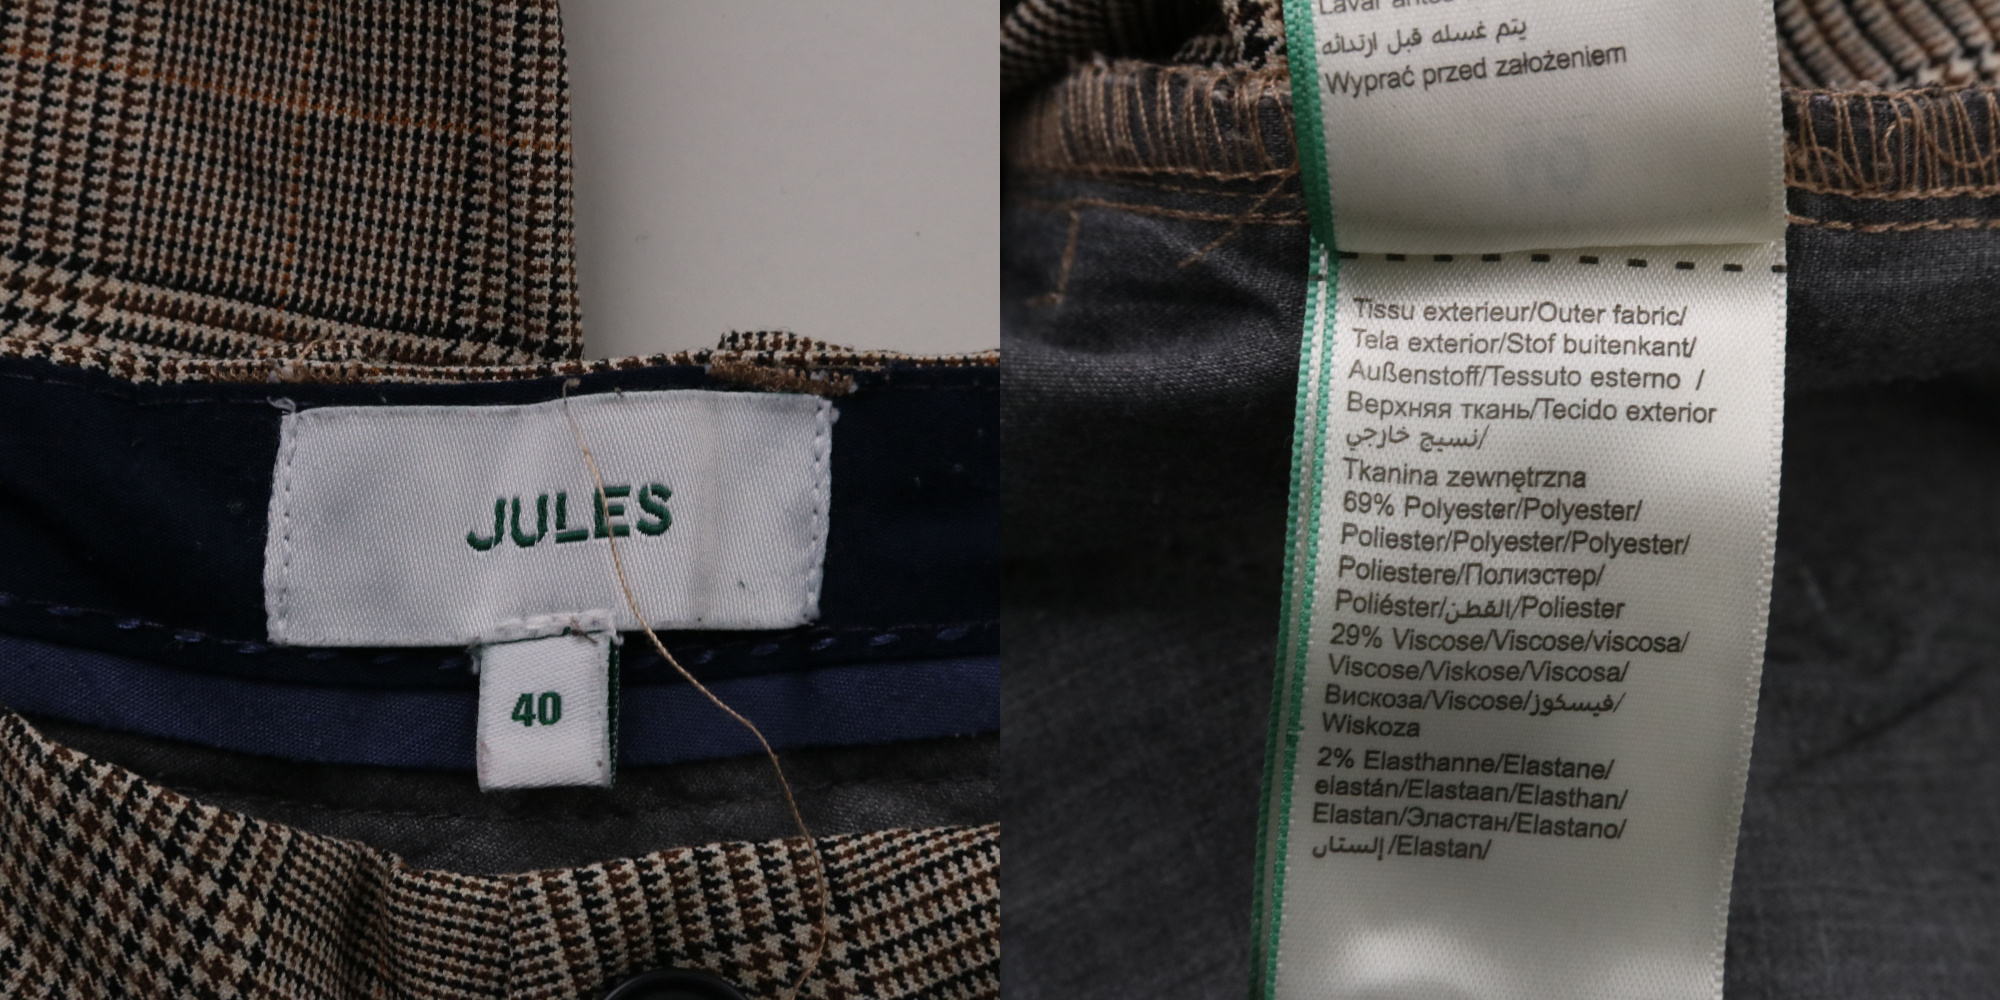 JULES
40
Lavar antes
يتم غسله قبل ارتدائه
Wyprać przed założeniem
Tissu exterieur/Outer fabric/
Tela exterior/Stof buitenkant/
Außenstoff/Tessuto esterno /
Верхняя ткань/Tecido exterior
نسيج خارجي/
Tkanina zewnętrzna
69% Polyester/Polyester/
Poliester/Polyester/Polyester/
Poliestere/Полиэстер/
Poliéster/القطن/Poliester
29% Viscose/Viscose/viscosa/
Viscose/Viskose/Viscosa/
Вискоза/Viscose/فيسكوز/
Wiskoza
2% Elasthanne/Elastane/
elastán/Elastaan/Elasthan/
Elastan/Эластан/Elastano/
إلستان/Elastan/